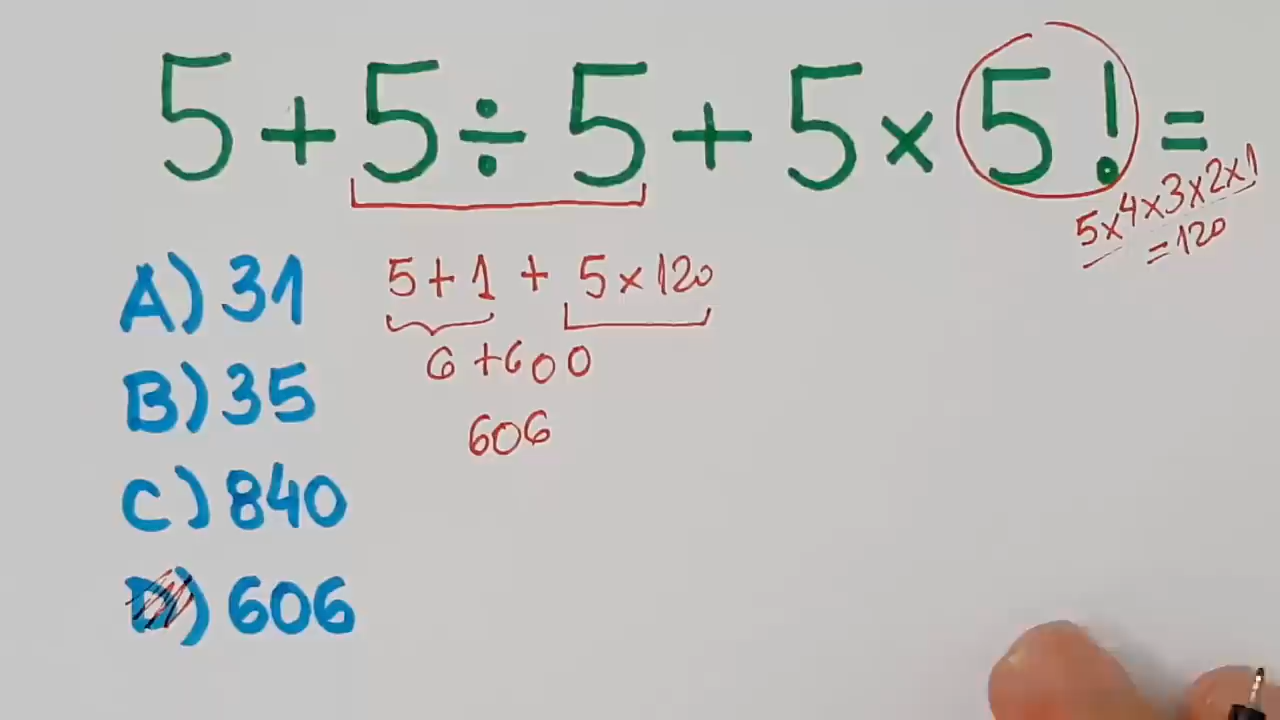 5+5÷5+5×5!=
5×4×3×2×1
=120
A) 31
5+1 + 5×120
6+600
B) 35
606
C) 840
D) 606